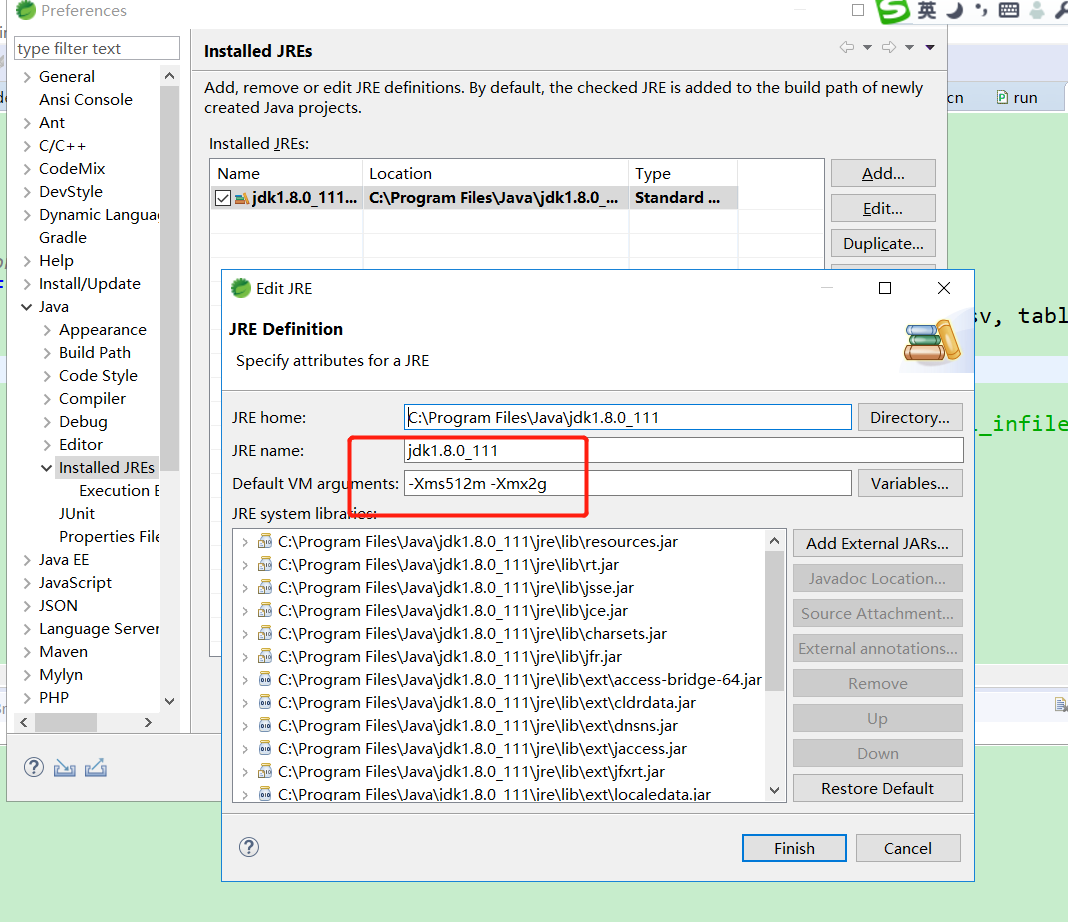 Preferences
英
type filter text
General
Ansi Console
Ant
C/C++
CodeMix
DevStyle
Dynamic Langua
Gradle
Help
Install/Update
Java
Appearance
Build Path
Code Style
Compiler
Debug
Editor
Installed JREs
Execution E
JUnit
Properties File
Java EE
JavaScript
JSON
Language Server
Maven
Mylyn
PHP
Installed JREs
Add, remove or edit JRE definitions. By default, the checked JRE is added to the build path of newly
created Java projects.
Installed JREs:
Name Location Type
jdk1.8.0_111... C:\Program Files\Java\jdk1.8.0_... Standard ...
Add...
Edit...
Duplicate...
cn run
sv, tabl
_infile
Edit JRE
JRE Definition
Specify attributes for a JRE
JRE home: C:\Program Files\Java\jdk1.8.0_111 Directory...
JRE name: jdk1.8.0_111
Default VM arguments: -Xms512m -Xmx2g Variables...
JRE system libraries:
C:\Program Files\Java\jdk1.8.0_111\jre\lib\resources.jar
C:\Program Files\Java\jdk1.8.0_111\jre\lib\rt.jar
C:\Program Files\Java\jdk1.8.0_111\jre\lib\jsse.jar
C:\Program Files\Java\jdk1.8.0_111\jre\lib\jce.jar
C:\Program Files\Java\jdk1.8.0_111\jre\lib\charsets.jar
C:\Program Files\Java\jdk1.8.0_111\jre\lib\jfr.jar
C:\Program Files\Java\jdk1.8.0_111\jre\lib\ext\access-bridge-64.jar
C:\Program Files\Java\jdk1.8.0_111\jre\lib\ext\cldrdata.jar
C:\Program Files\Java\jdk1.8.0_111\jre\lib\ext\dnsns.jar
C:\Program Files\Java\jdk1.8.0_111\jre\lib\ext\jaccess.jar
C:\Program Files\Java\jdk1.8.0_111\jre\lib\ext\jfxrt.jar
C:\Program Files\Java\jdk1.8.0_111\jre\lib\ext\localedata.jar
Add External JARs...
Javadoc Location...
Source Attachment...
External annotations...
Remove
Up
Down
Restore Default
Finish
Cancel